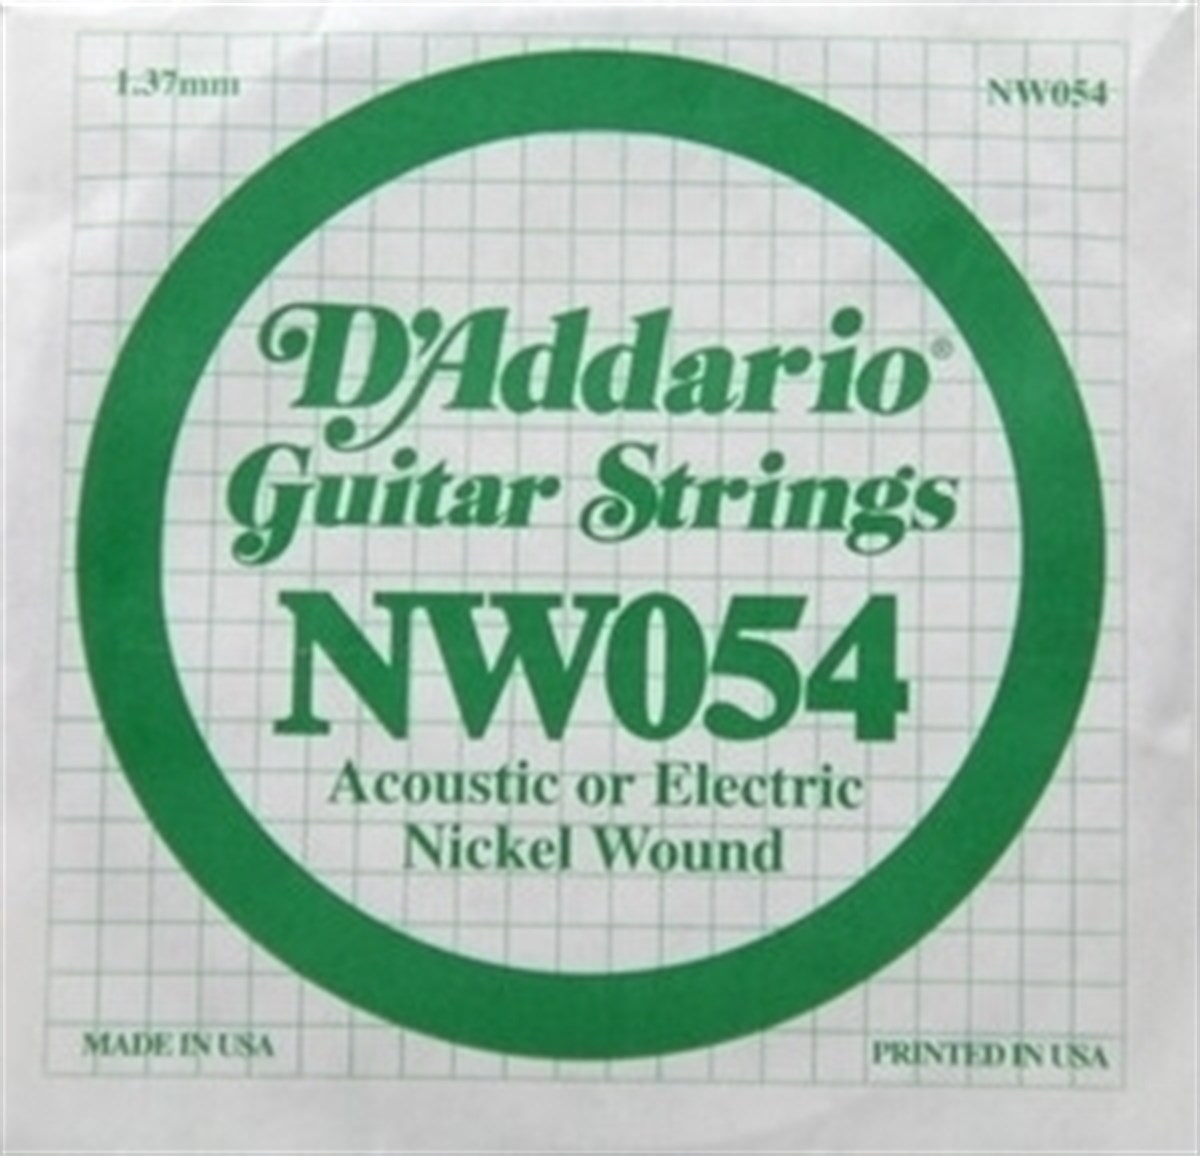 1.37mm
NW054
D'Addario®
Guitar Strings
NW054
Acoustic or Electric
Nickel Wound
MADE IN USA
PRINTED IN USA